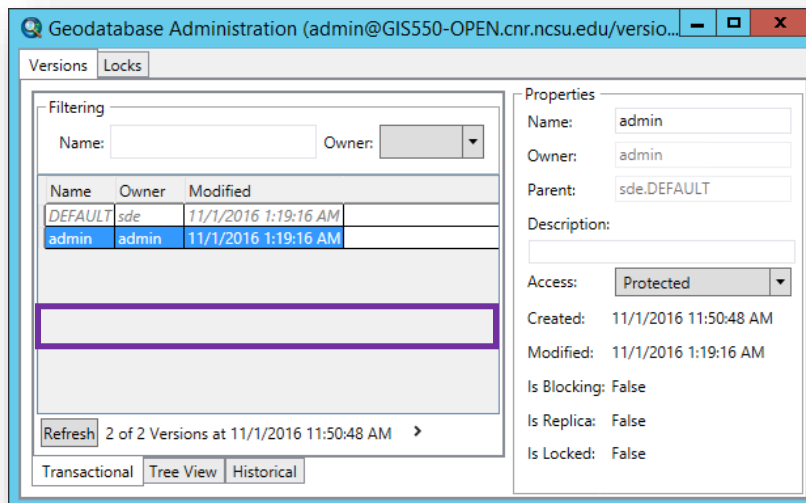 Geodatabase Administration (admin@GIS550-OPEN.cnr.ncsu.edu/versio...
Versions Locks
Filtering
Name: Owner:
Name Owner Modified
DEFAULT sde 11/1/2016 1:19:16 AM
admin admin 11/1/2016 1:19:16 AM
Refresh 2 of 2 Versions at 11/1/2016 11:50:48 AM >
Transactional Tree View Historical
Properties
Name: admin
Owner: admin
Parent: sde.DEFAULT
Description:
Access: Protected
Created: 11/1/2016 11:50:48 AM
Modified: 11/1/2016 1:19:16 AM
Is Blocking: False
Is Replica: False
Is Locked: False